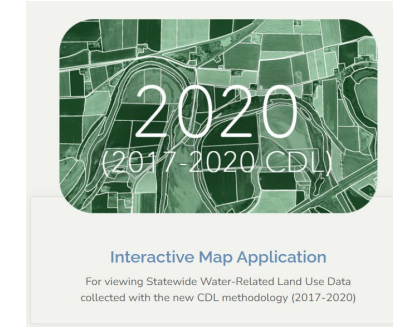 2020
(2017-2020 CDL)
Interactive Map Application
For viewing Statewide Water-Related Land Use Data
collected with the new CDL methodology (2017-2020)